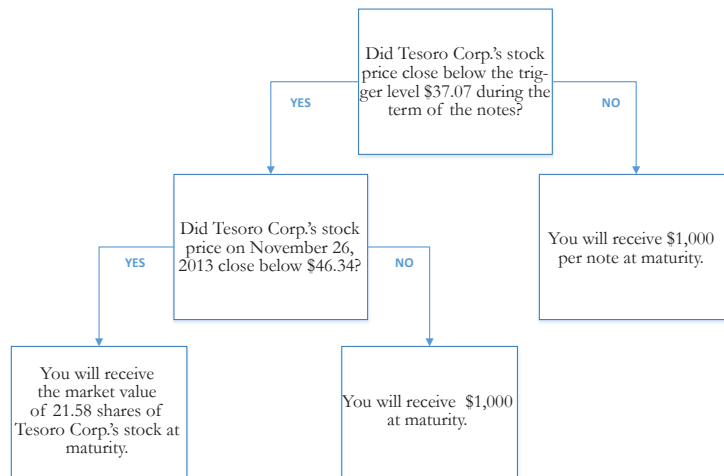 Did Tesoro Corp.'s stock
price close below the trig-
ger level $37.07 during the
term of the notes?
YES
NO
Did Tesoro Corp.'s stock
price on November 26,
2013 close below $46.34?
You will receive $1,000
per note at maturity.
YES
NO
You will receive
the market value
of 21.58 shares of
Tesoro Corp.'s stock at
maturity.
You will receive  $1,000
at maturity.